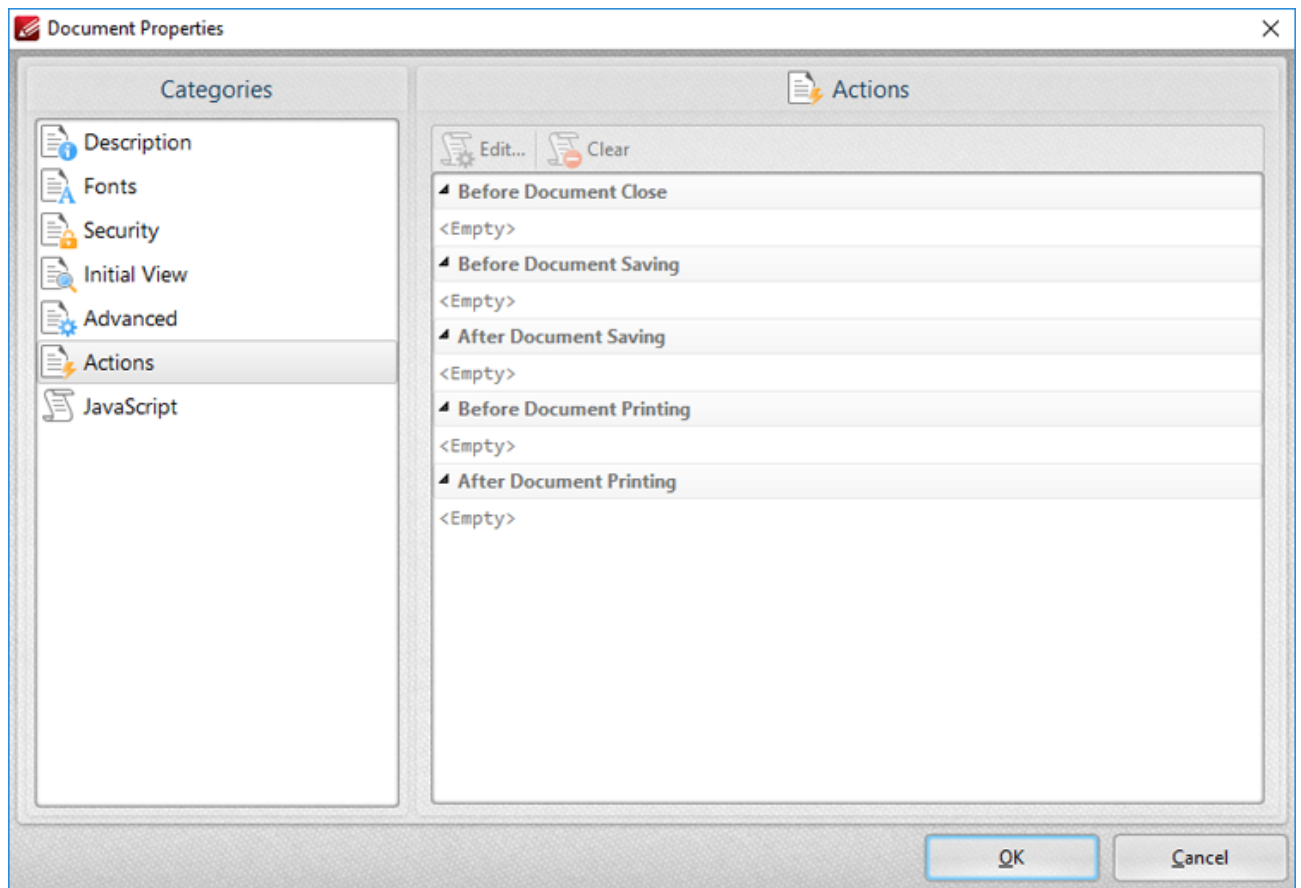 Document Properties
Categories
Description
Fonts
Security
Initial View
Advanced
Actions
JavaScript
Actions
Edit... Clear
Before Document Close
<Empty>
Before Document Saving
<Empty>
After Document Saving
<Empty>
Before Document Printing
<Empty>
After Document Printing
<Empty>
OK Cancel